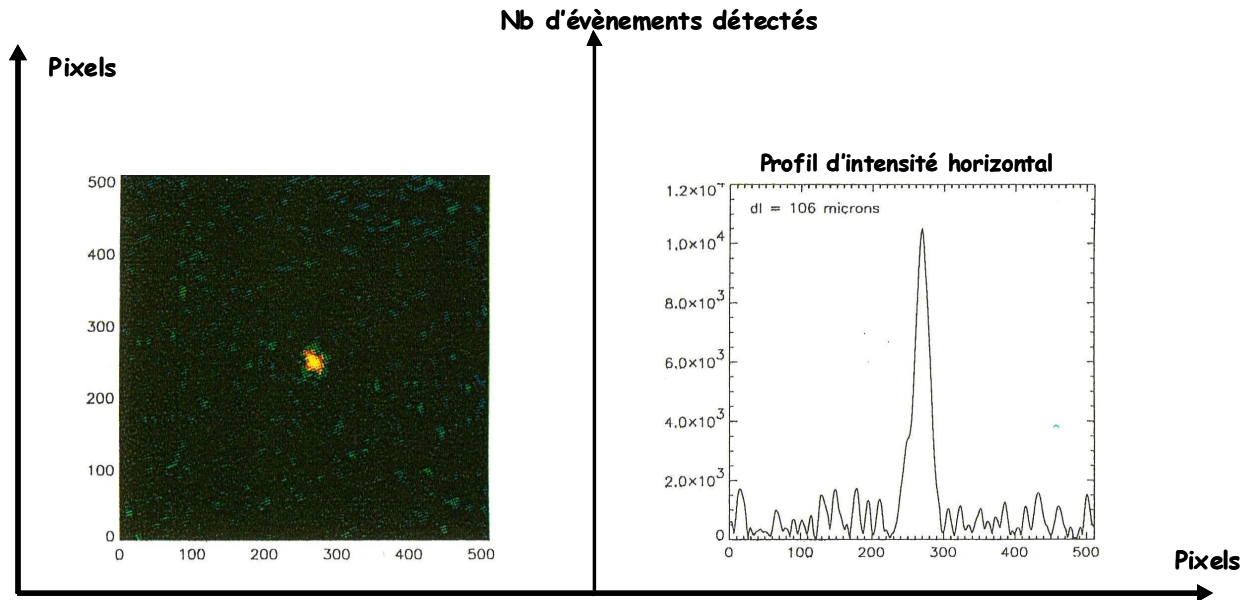 Nb d'évènements détectés
Pixels
Profil d'intensité horizontal
500
400
300
200
100
0
0 100 200 300 400 500
dl = 106 microns
1.2×10⁴
1.0×10⁴
8.0×10³
6.0×10³
4.0×10³
2.0×10³
0
0 100 200 300 400 500
Pixels